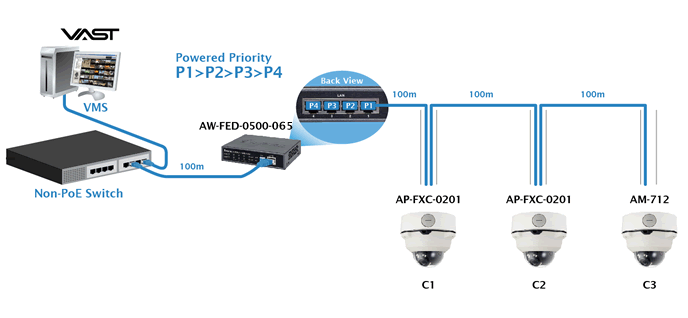 VAST
Powered Priority
P1>P2>P3>P4
Back View
LAN
P4 P3 P2 P1
100m 100m 100m
VMS
AW-FED-0500-065
100m
Non-PoE Switch
AP-FXC-0201 AP-FXC-0201 AM-712
C1 C2 C3